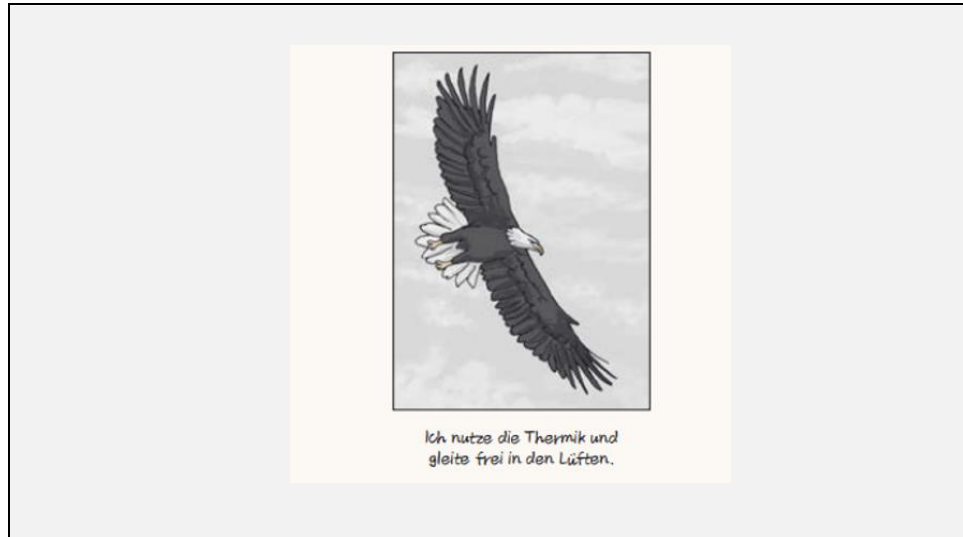 Ich nutze die Thermik und
gleite frei in den Lüften.